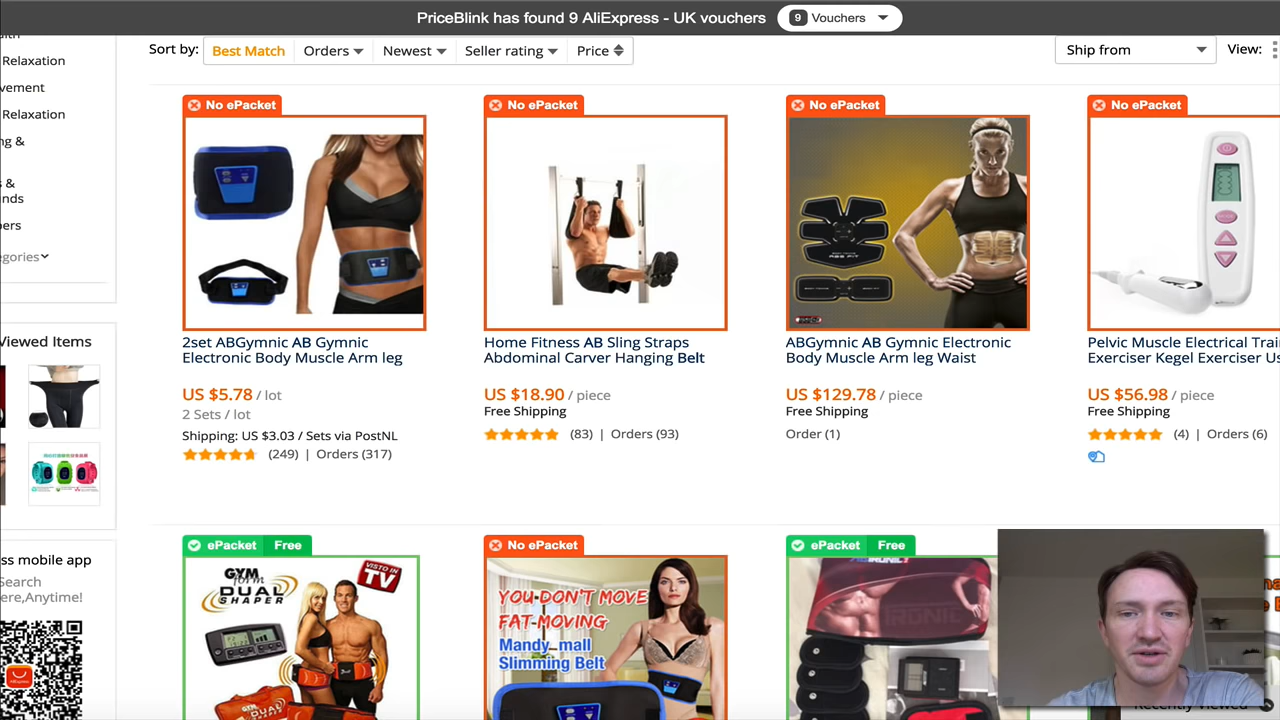 PriceBlink has found 9 AliExpress - UK vouchers
9 Vouchers
Sort by: Best Match Orders Newest Seller rating Price
Ship from
View:
Relaxation
vement
Relaxation
ng &
s &
nds
pers
egories
Viewed Items
ss mobile app
Search
ere,Anytime!
AliExpress
No ePacket
2set ABGymnic AB Gymnic
Electronic Body Muscle Arm leg
US $5.78 / lot
2 Sets / lot
Shipping: US $3.03 / Sets via PostNL
(249) | Orders (317)
No ePacket
Home Fitness AB Sling Straps
Abdominal Carver Hanging Belt
US $18.90 / piece
Free Shipping
(83) | Orders (93)
No ePacket
ABGymnic AB Gymnic Electronic
Body Muscle Arm leg Waist
US $129.78 / piece
Free Shipping
Order (1)
No ePacket
Pelvic Muscle Electrical Trai
Exerciser Kegel Exerciser Us
US $56.98 / piece
Free Shipping
(4) | Orders (6)
ePacket Free
GYM
form
DUAL
SHAPER
VISTO IN
TV
No ePacket
YOU DON'T MOVE
FAT-MOVING
Mandy mall
Slimming Belt
ePacket Free
Recently Viewed